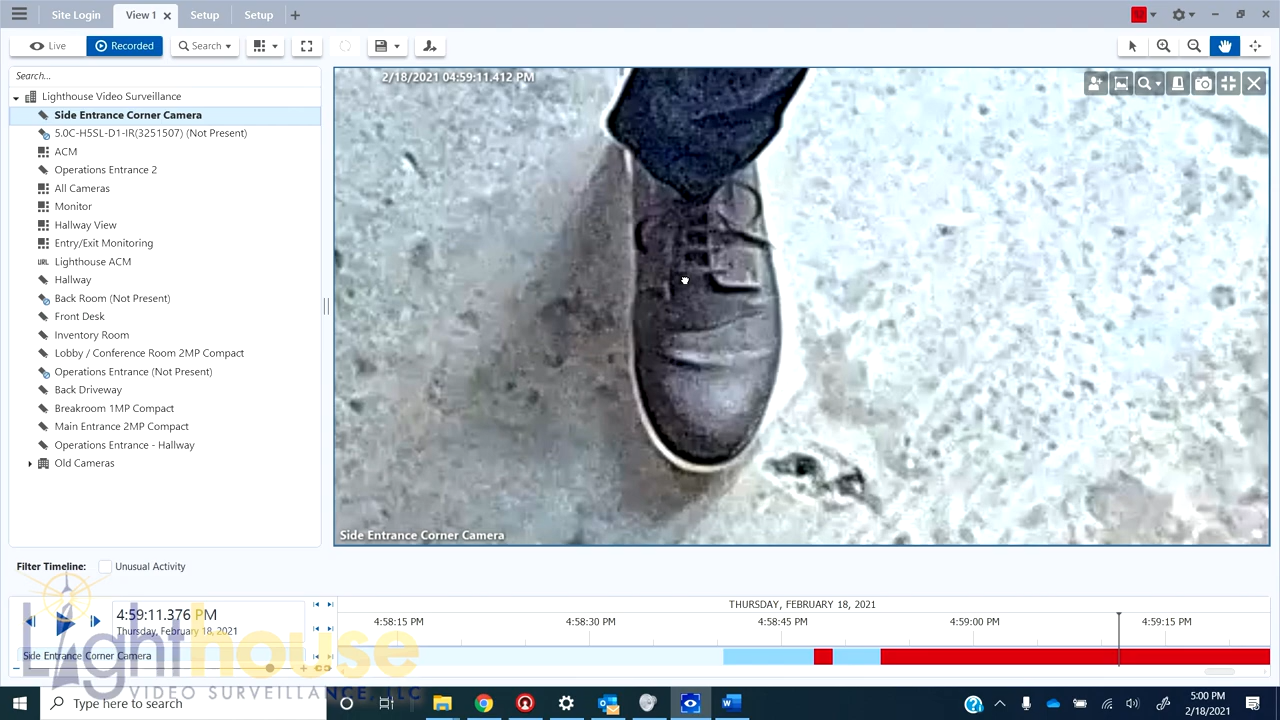 Site Login
View 1
Setup
Setup
Live
Recorded
Search
Search...
Lighthouse Video Surveillance
Side Entrance Corner Camera
5.0C-H5SL-D1-IR(3251507) (Not Present)
ACM
Operations Entrance 2
All Cameras
Monitor
Hallway View
Entry/Exit Monitoring
URL Lighthouse ACM
Hallway
Back Room (Not Present)
Front Desk
Inventory Room
Lobby / Conference Room 2MP Compact
Operations Entrance (Not Present)
Back Driveway
Breakroom 1MP Compact
Main Entrance 2MP Compact
Operations Entrance - Hallway
Old Cameras
2/18/2021 04:59:11.412 PM
Side Entrance Corner Camera
Filter Timeline:
Unusual Activity
4:59:11.376 PM
Thursday, February 18, 2021
Side Entrance Corner Camera
THURSDAY, FEBRUARY 18, 2021
4:58:15 PM
4:58:30 PM
4:58:45 PM
4:59:00 PM
4:59:15 PM
Lighthouse
VIDEO SURVEILLANCE, LLC
Type here to search
5:00 PM
2/18/2021